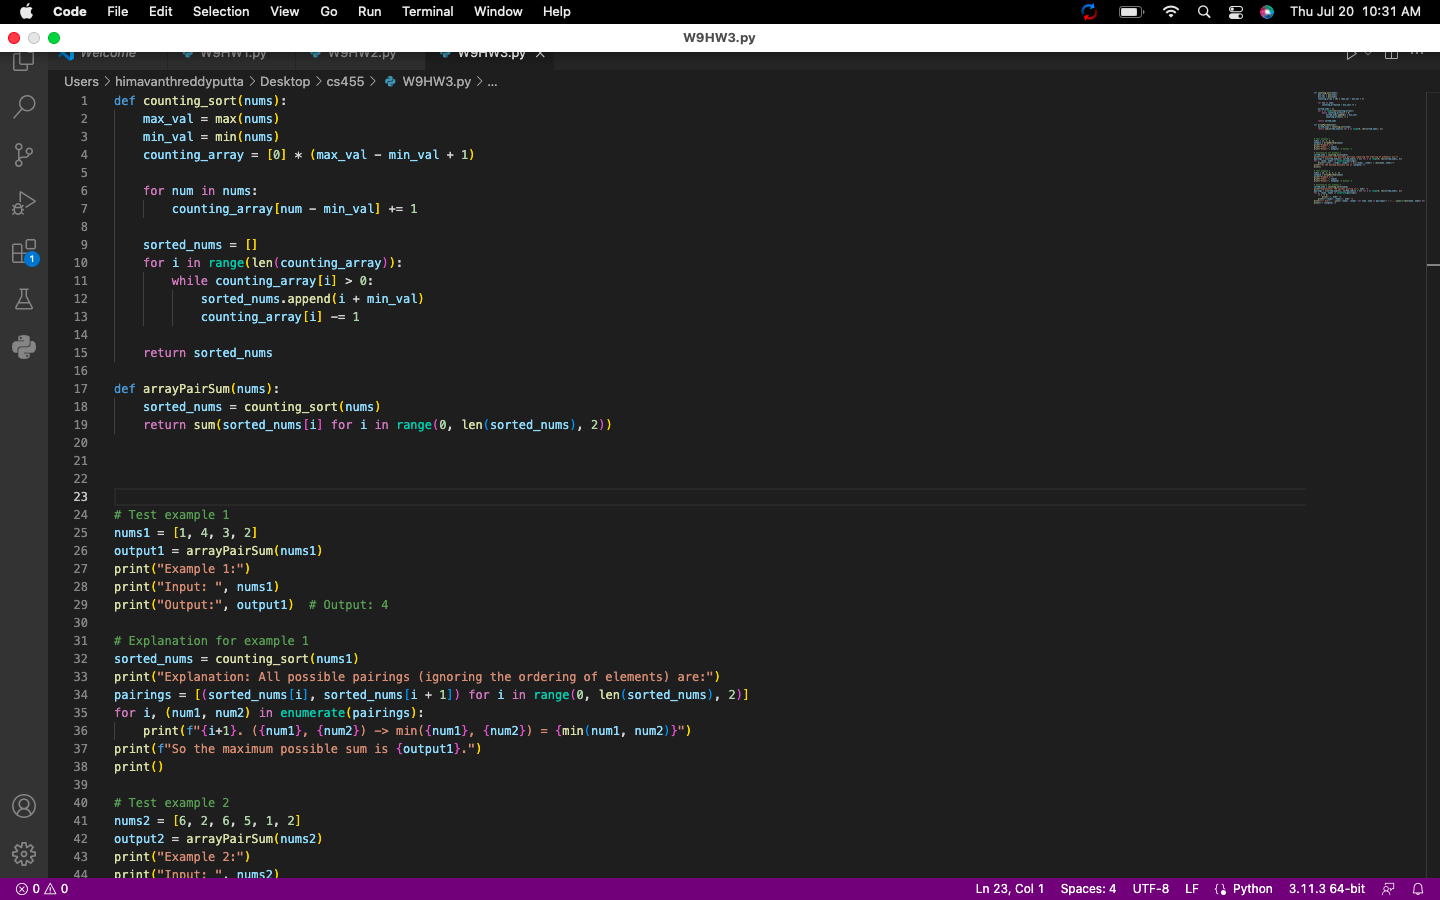 Code File Edit Selection View Go Run Terminal Window Help Thu Jul 20 10:31 AM
W9HW3.py
Welcome W9HW1.py W9HW2.py W9HW3.py
Users > himavanthreddyputta > Desktop > cs455 > W9HW3.py > ...
1 def counting_sort(nums):
2 max_val = max(nums)
3 min_val = min(nums)
4 counting_array = [0] * (max_val - min_val + 1)
5
6 for num in nums:
7 counting_array[num - min_val] += 1
8
9 sorted_nums = []
10 for i in range(len(counting_array)):
11 while counting_array[i] > 0:
12 sorted_nums.append(i + min_val)
13 counting_array[i] -= 1
14
15 return sorted_nums
16
17 def arrayPairSum(nums):
18 sorted_nums = counting_sort(nums)
19 return sum(sorted_nums[i] for i in range(0, len(sorted_nums), 2))
20
21
22
23
24 # Test example 1
25 nums1 = [1, 4, 3, 2]
26 output1 = arrayPairSum(nums1)
27 print("Example 1:")
28 print("Input: ", nums1)
29 print("Output:", output1)  # Output: 4
30
31 # Explanation for example 1
32 sorted_nums = counting_sort(nums1)
33 print("Explanation: All possible pairings (ignoring the ordering of elements) are:")
34 pairings = [(sorted_nums[i], sorted_nums[i + 1]) for i in range(0, len(sorted_nums), 2)]
35 for i, (num1, num2) in enumerate(pairings):
36 print(f"{i+1}. ({num1}, {num2}) -> min({num1}, {num2}) = {min(num1, num2)}")
37 print(f"So the maximum possible sum is {output1}.")
38 print()
39
40 # Test example 2
41 nums2 = [6, 2, 6, 5, 1, 2]
42 output2 = arrayPairSum(nums2)
43 print("Example 2:")
44 print("Input: ", nums2)
1
0 0 Ln 23, Col 1 Spaces: 4 UTF-8 LF Python 3.11.3 64-bit